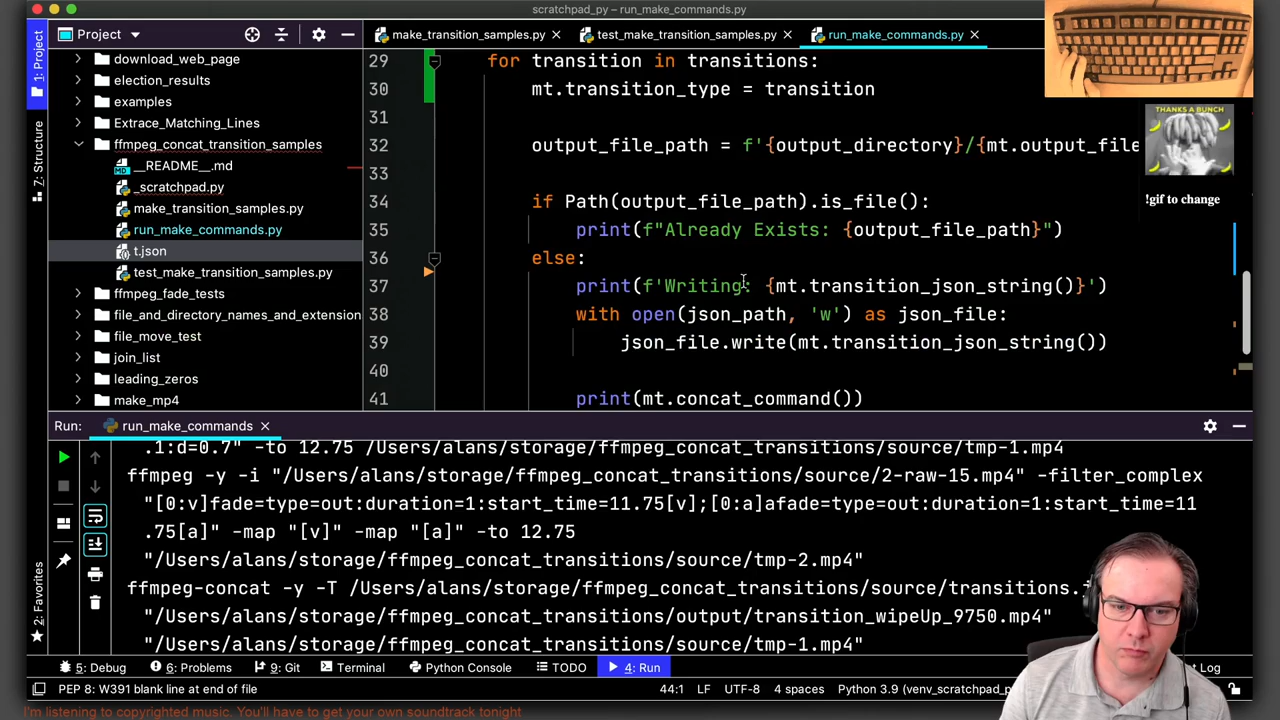 scratchpad_py – run_make_commands.py
Project
make_transition_samples.py
test_make_transition_samples.py
run_make_commands.py
1: Project
7: Structure
2: Favorites
download_web_page
election_results
examples
Extrace_Matching_Lines
ffmpeg_concat_transition_samples
__README__.md
_scratchpad.py
make_transition_samples.py
run_make_commands.py
t.json
test_make_transition_samples.py
ffmpeg_fade_tests
file_and_directory_names_and_extension
file_move_test
join_list
leading_zeros
make_mp4
29 for transition in transitions:
30 mt.transition_type = transition
31
32 output_file_path = f'{output_directory}/{mt.output_file
33
34 if Path(output_file_path).is_file():
35 print(f"Already Exists: {output_file_path}")
36 else:
37 print(f'Writing: {mt.transition_json_string()}')
38 with open(json_path, 'w') as json_file:
39 json_file.write(mt.transition_json_string())
40
41 print(mt.concat_command())
THANKS A BUNCH
!gif to change
Run: run_make_commands
.1:d=0.7" -to 12.75 /Users/alans/storage/ffmpeg_concat_transitions/source/tmp-1.mp4
ffmpeg -y -i "/Users/alans/storage/ffmpeg_concat_transitions/source/2-raw-15.mp4" -filter_complex
"[0:v]fade=type=out:duration=1:start_time=11.75[v];[0:a]afade=type=out:duration=1:start_time=11
.75[a]" -map "[v]" -map "[a]" -to 12.75
"/Users/alans/storage/ffmpeg_concat_transitions/source/tmp-2.mp4"
ffmpeg-concat -y -T /Users/alans/storage/ffmpeg_concat_transitions/source/transitions.
"/Users/alans/storage/ffmpeg_concat_transitions/output/transition_wipeUp_9750.mp4"
"/Users/alans/storage/ffmpeg_concat_transitions/source/tmp-1.mp4"
5: Debug 6: Problems 9: Git Terminal Python Console TODO 4: Run Log
PEP 8: W391 blank line at end of file 44:1 LF UTF-8 4 spaces Python 3.9 (venv_scratchpad_p
I'm listening to copyrighted music. You'll have to get your own soundtrack tonight